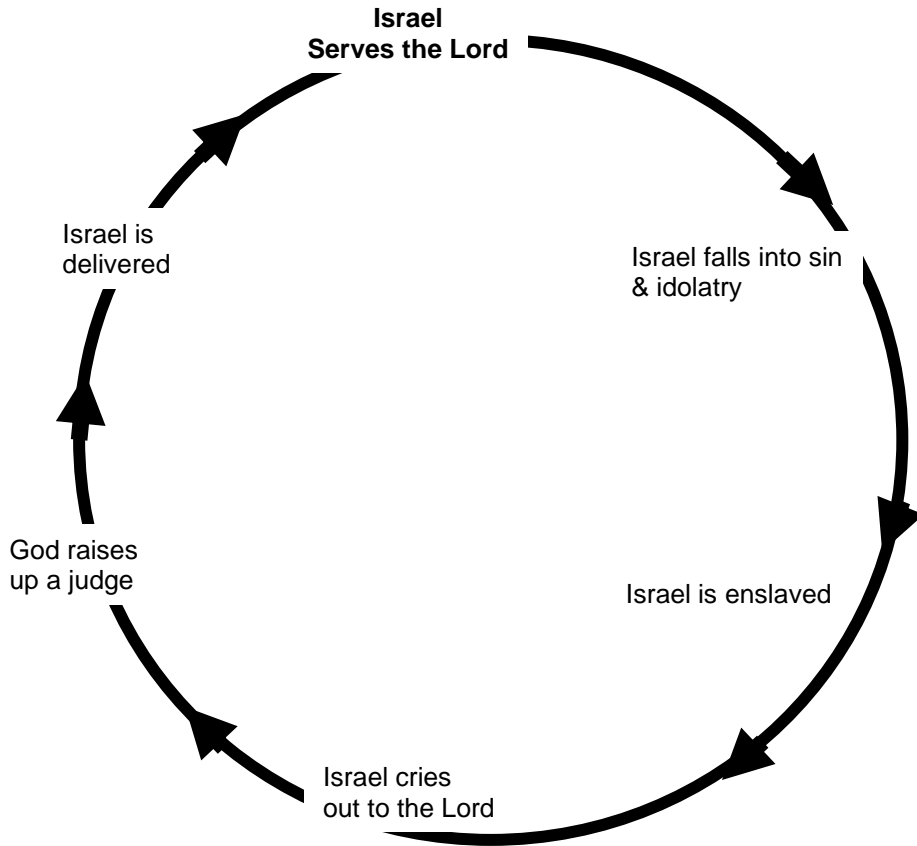 Israel
Serves the Lord
Israel falls into sin
& idolatry
Israel is enslaved
Israel cries
out to the Lord
God raises
up a judge
Israel is
delivered